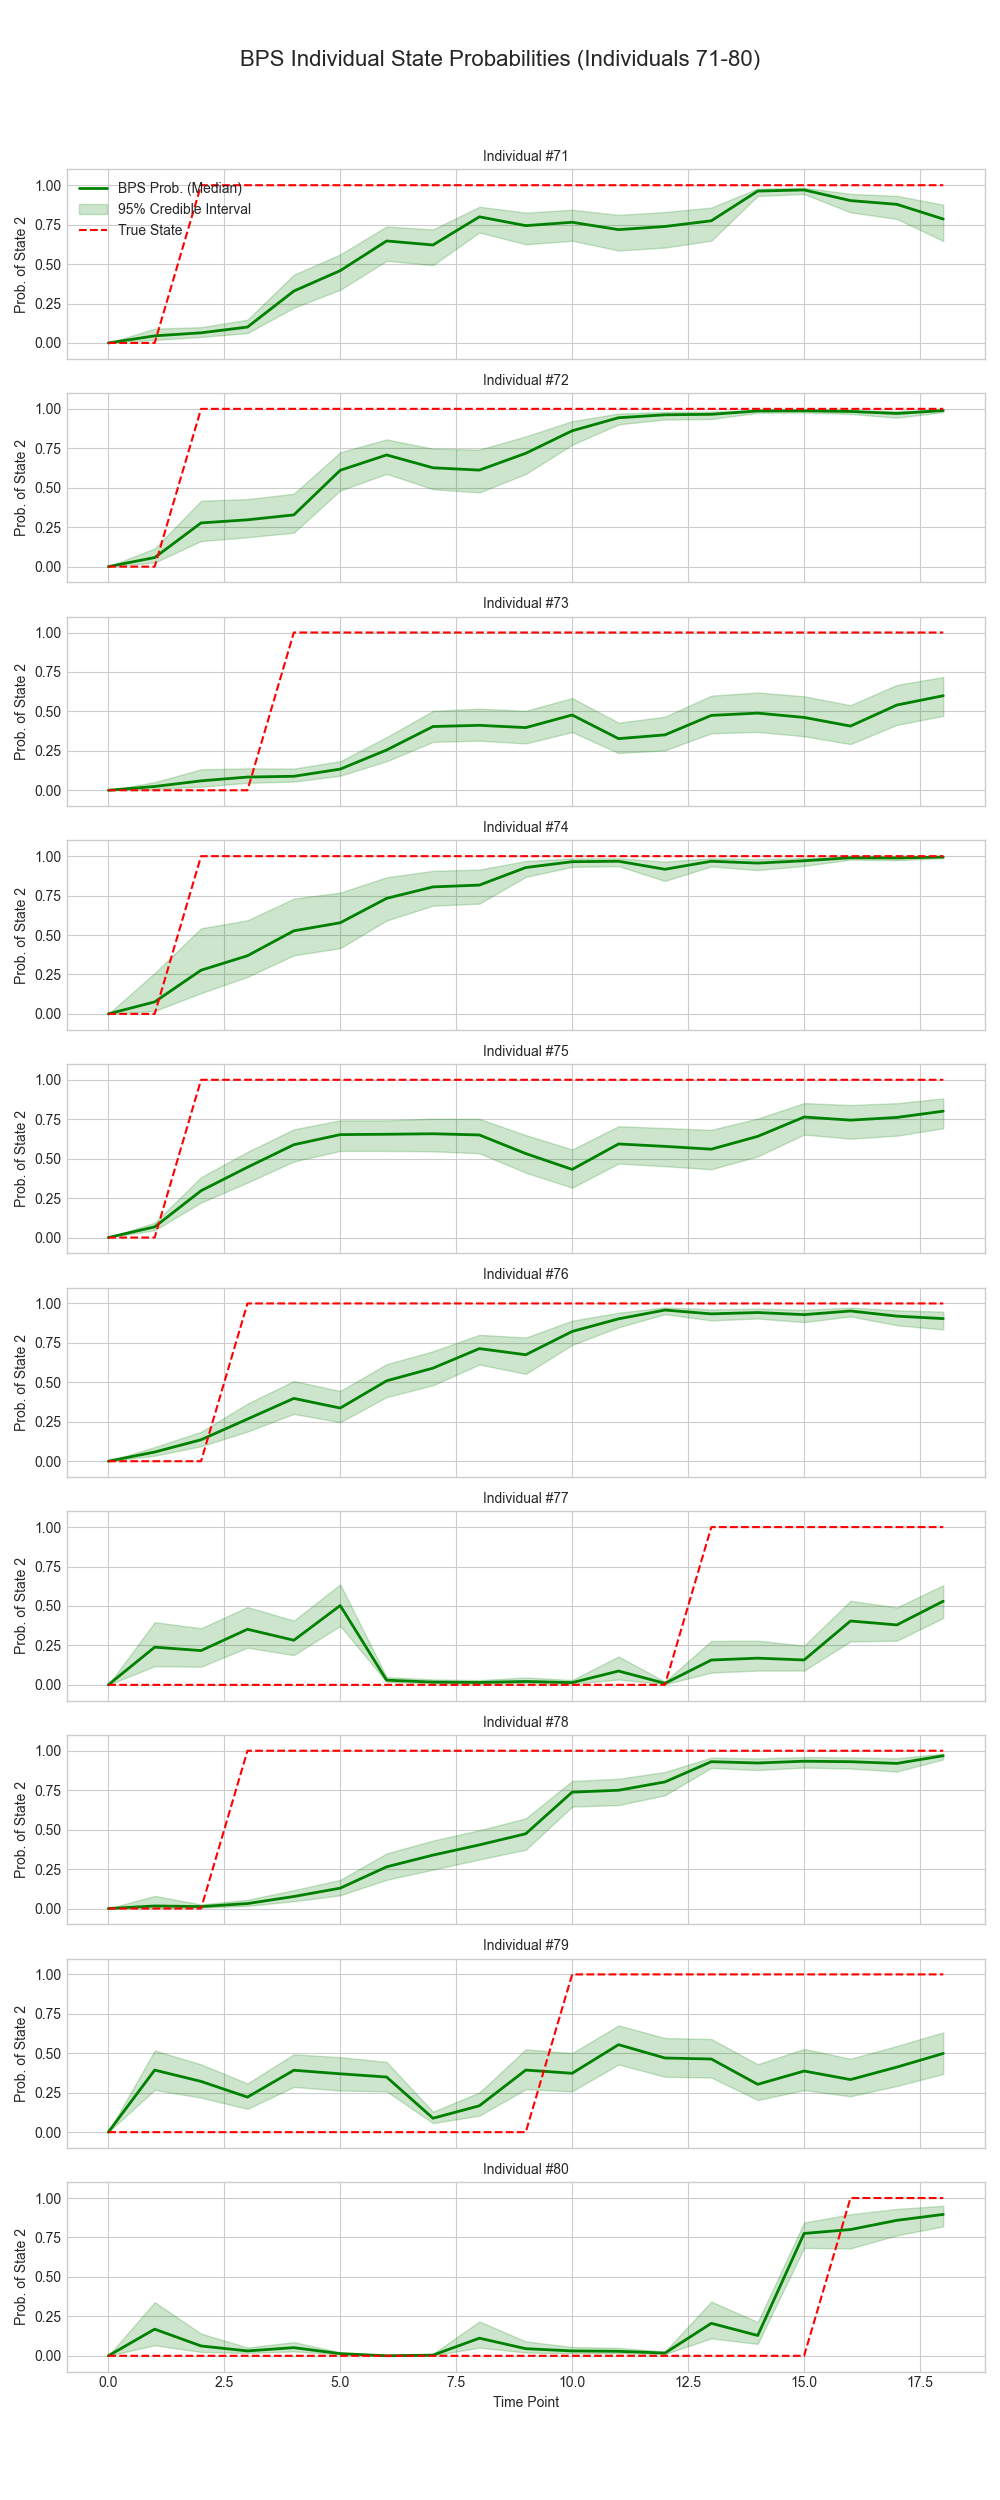 BPS Individual State Probabilities (Individuals 71-80)
Individual #71
BPS Prob. (Median)
95% Credible Interval
True State
1.00
0.75
0.50
0.25
0.00
Prob. of State 2
Individual #72
1.00
0.75
0.50
0.25
0.00
Prob. of State 2
Individual #73
1.00
0.75
0.50
0.25
0.00
Prob. of State 2
Individual #74
1.00
0.75
0.50
0.25
0.00
Prob. of State 2
Individual #75
1.00
0.75
0.50
0.25
0.00
Prob. of State 2
Individual #76
1.00
0.75
0.50
0.25
0.00
Prob. of State 2
Individual #77
1.00
0.75
0.50
0.25
0.00
Prob. of State 2
Individual #78
1.00
0.75
0.50
0.25
0.00
Prob. of State 2
Individual #79
1.00
0.75
0.50
0.25
0.00
Prob. of State 2
Individual #80
1.00
0.75
0.50
0.25
0.00
Prob. of State 2
0.0 2.5 5.0 7.5 10.0 12.5 15.0 17.5
Time Point